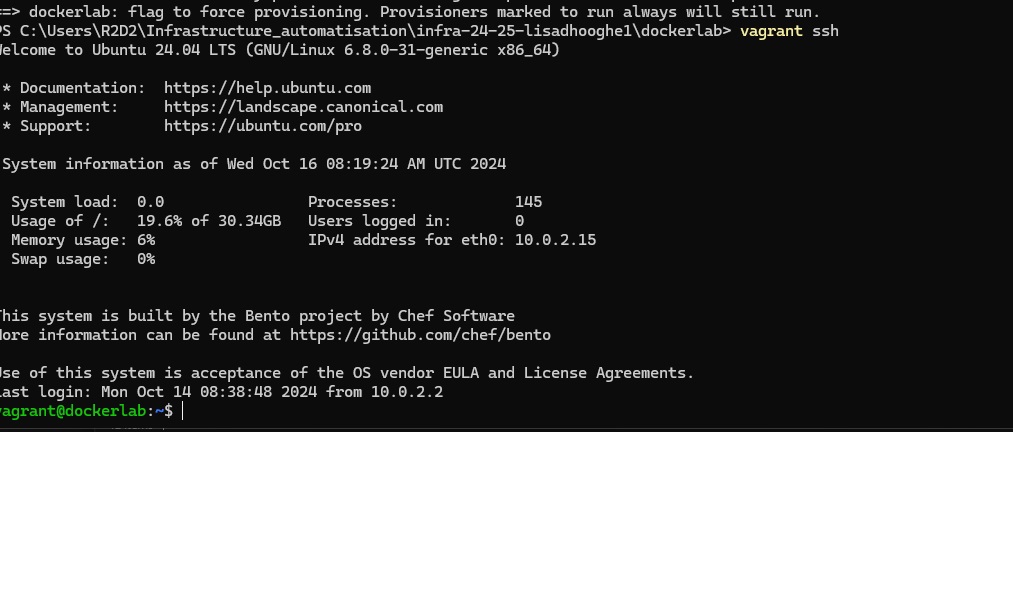 ==> dockerlab: flag to force provisioning. Provisioners marked to run always will still run.
PS C:\Users\R2D2\Infrastructure_automatisation\infra-24-25-lisadhooghe1\dockerlab> vagrant ssh
Welcome to Ubuntu 24.04 LTS (GNU/Linux 6.8.0-31-generic x86_64)
* Documentation: https://help.ubuntu.com
* Management: https://landscape.canonical.com
* Support: https://ubuntu.com/pro
System information as of Wed Oct 16 08:19:24 AM UTC 2024
System load: 0.0 Processes: 145
Usage of /: 19.6% of 30.34GB Users logged in: 0
Memory usage: 6% IPv4 address for eth0: 10.0.2.15
Swap usage: 0%
This system is built by the Bento project by Chef Software
More information can be found at https://github.com/chef/bento
Use of this system is acceptance of the OS vendor EULA and License Agreements.
Last login: Mon Oct 14 08:38:48 2024 from 10.0.2.2
vagrant@dockerlab:~$